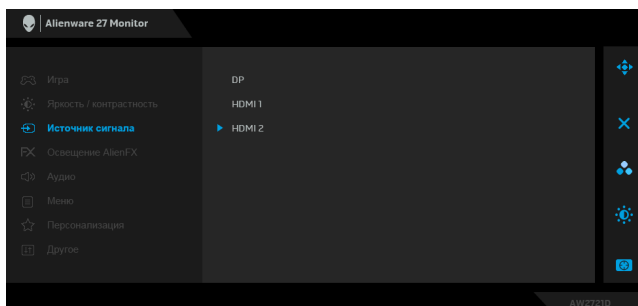 Alienware 27 Monitor
Игра
Яркость / контрастность
Источник сигнала
FX Освещение AlienFX
Аудио
Меню
Персонализация
Другое
DP
HDMI 1
HDMI 2
AW2721D